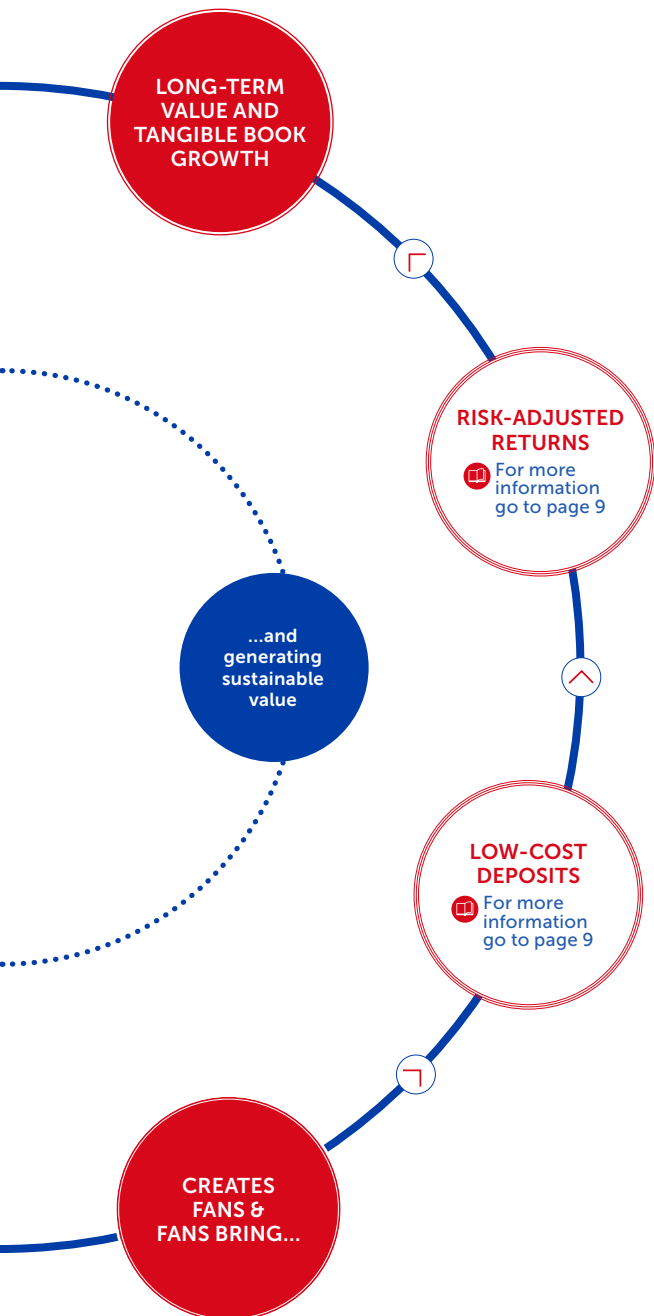 LONG-TERM
VALUE AND
TANGIBLE BOOK
GROWTH
RISK-ADJUSTED
RETURNS
For more
information
go to page 9
...and
generating
sustainable
value
LOW-COST
DEPOSITS
For more
information
go to page 9
CREATES
FANS &
FANS BRING...